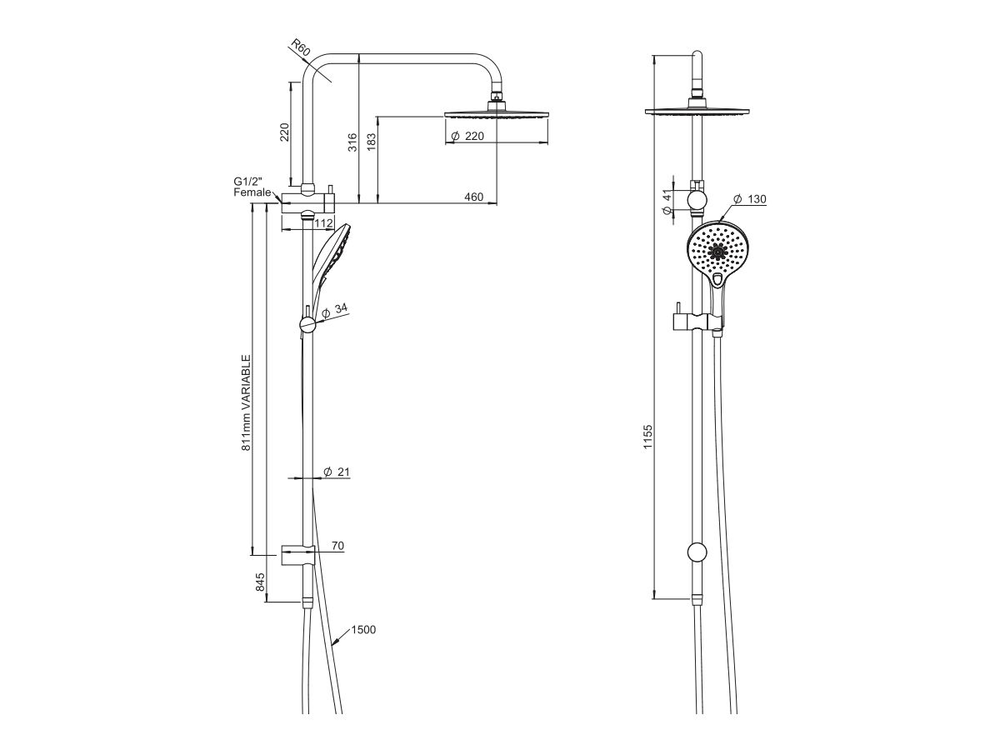 R60
220
316
183
Ø 220
G1/2"
Female
460
112
Ø 34
811mm VARIABLE
Ø 21
70
845
1500
Ø 41
Ø 130
1155